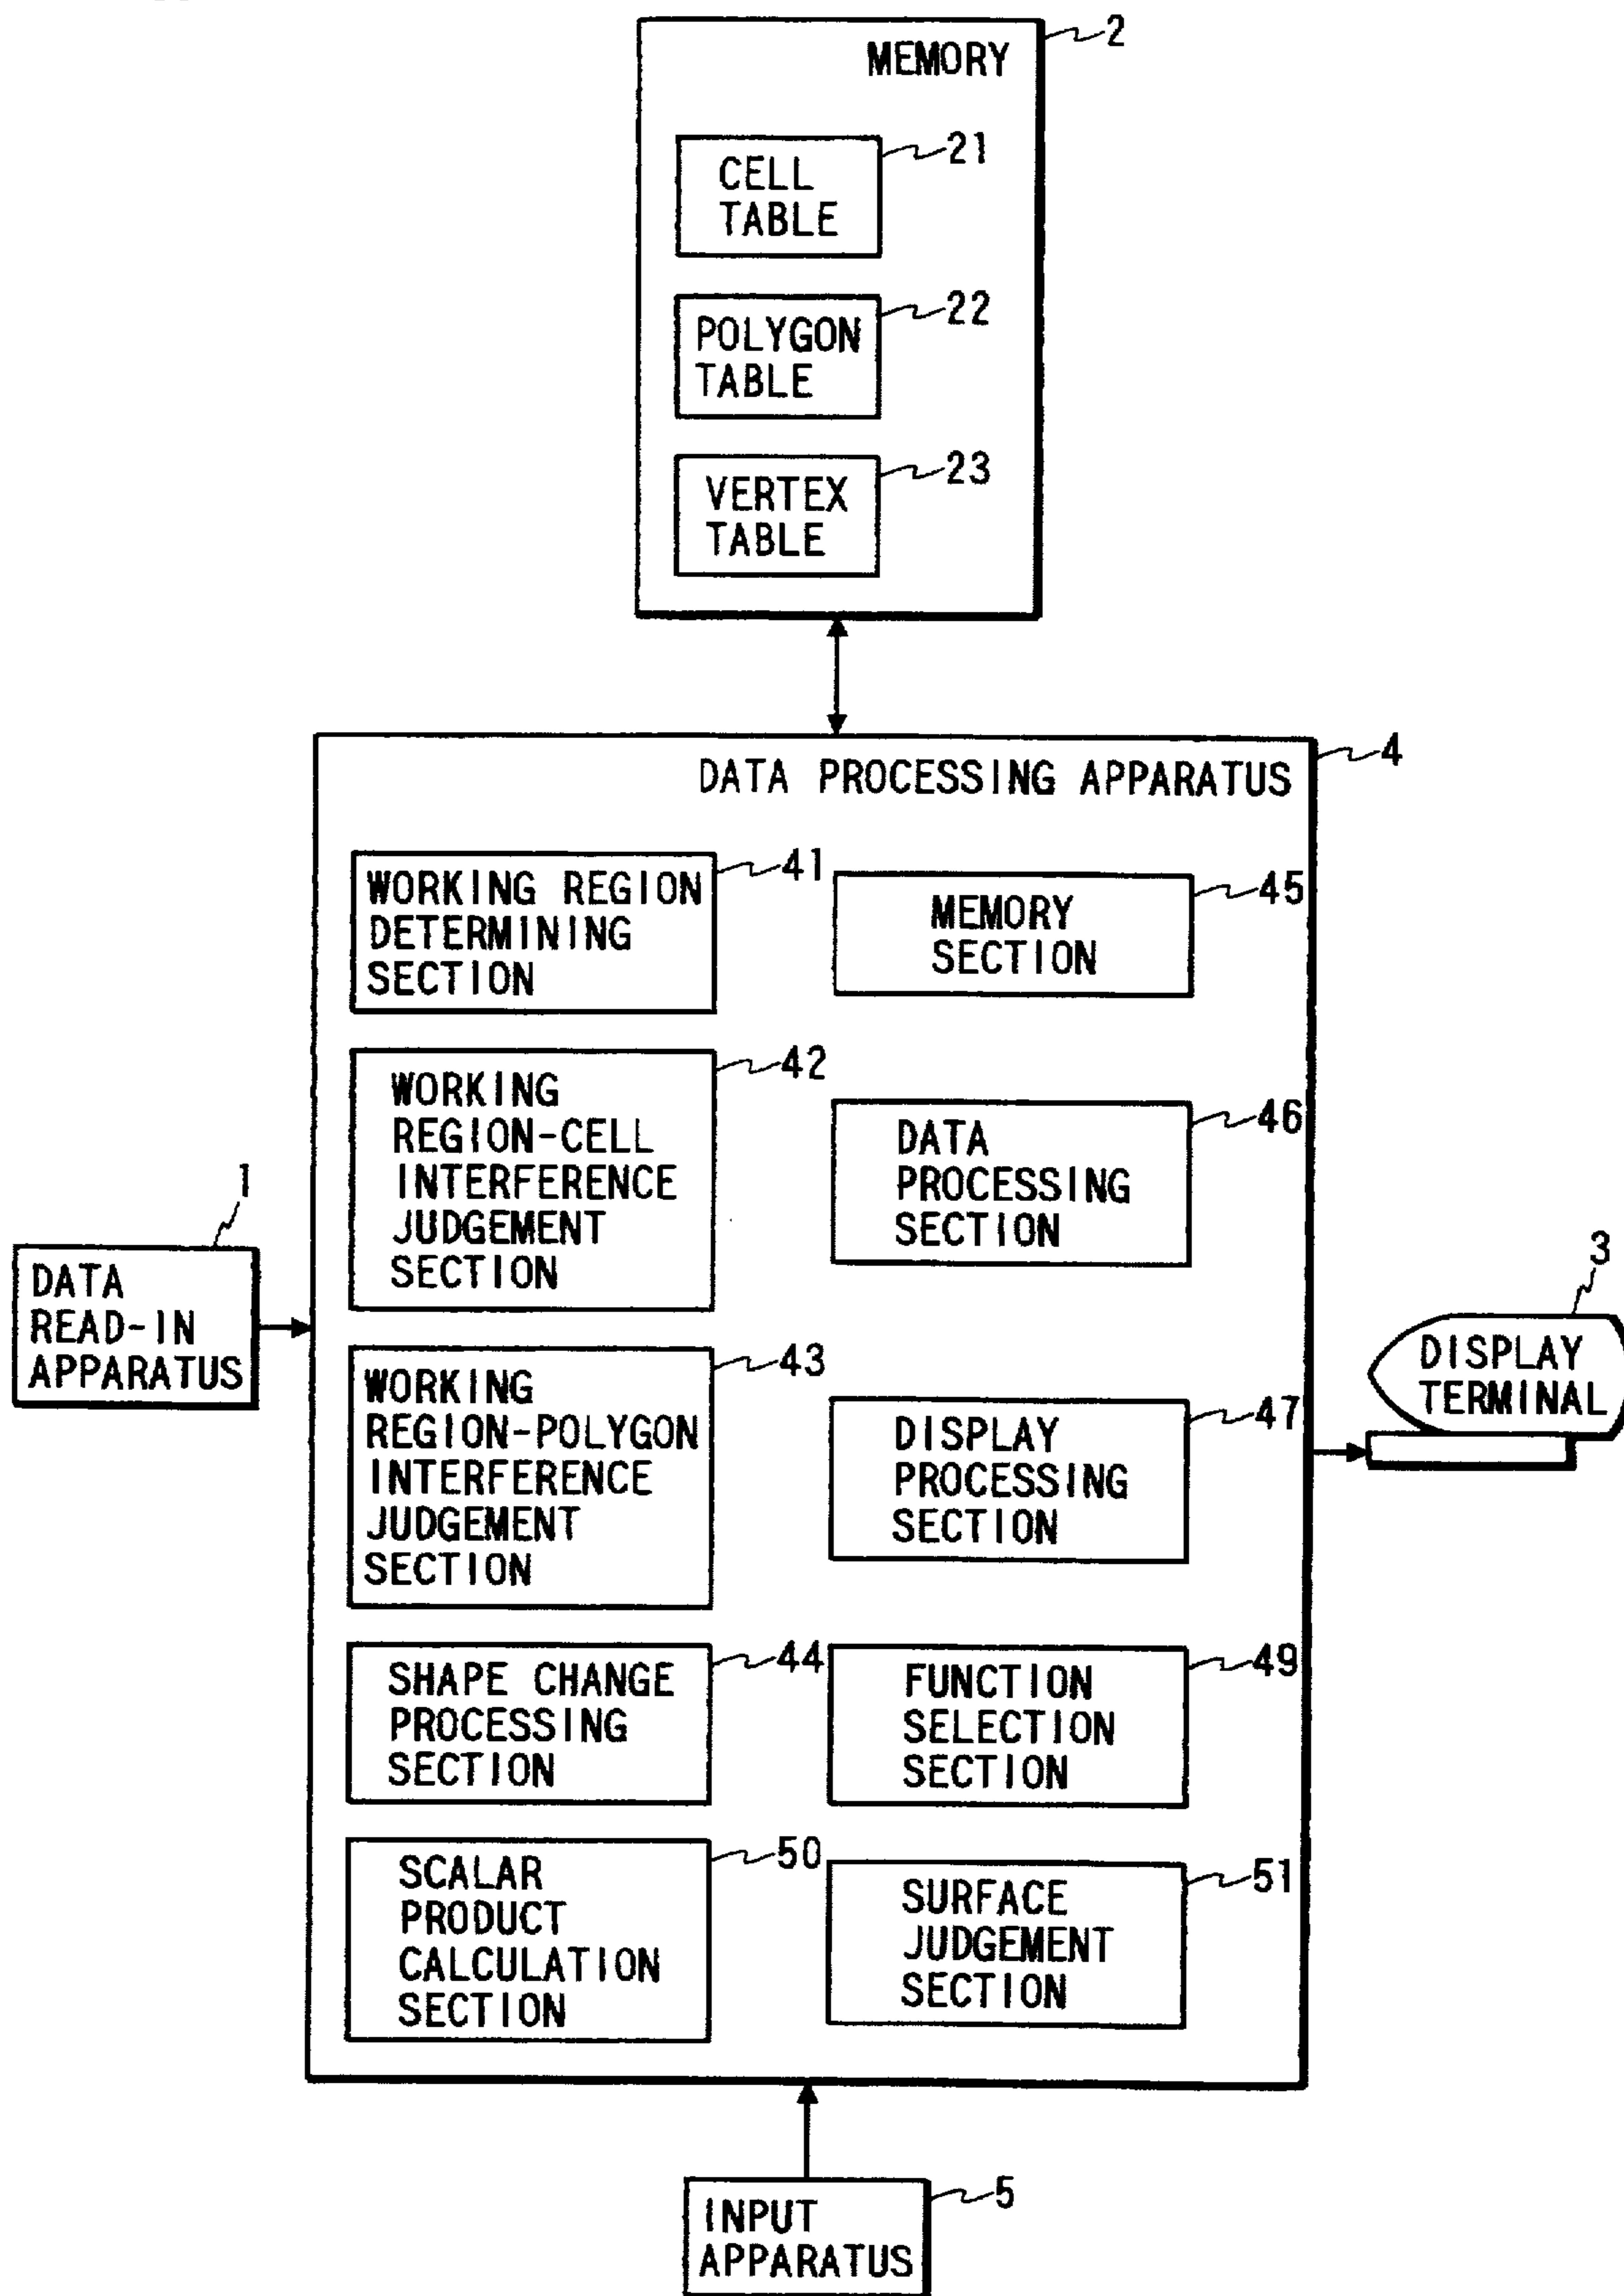 2
MEMORY
21
CELL
TABLE
22
POLYGON
TABLE
23
VERTEX
TABLE
4
DATA PROCESSING APPARATUS
41
WORKING REGION
DETERMINING
SECTION
45
MEMORY
SECTION
42
WORKING
REGION-CELL
INTERFERENCE
JUDGEMENT
SECTION
46
DATA
PROCESSING
SECTION
1
DATA
READ-IN
APPARATUS
43
WORKING
REGION-POLYGON
INTERFERENCE
JUDGEMENT
SECTION
47
DISPLAY
PROCESSING
SECTION
3
DISPLAY
TERMINAL
44
SHAPE CHANGE
PROCESSING
SECTION
49
FUNCTION
SELECTION
SECTION
50
SCALAR
PRODUCT
CALCULATION
SECTION
51
SURFACE
JUDGEMENT
SECTION
5
INPUT
APPARATUS